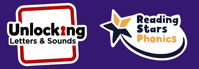 Unlocking
Letters & Sounds
Reading
Stars
Phonics